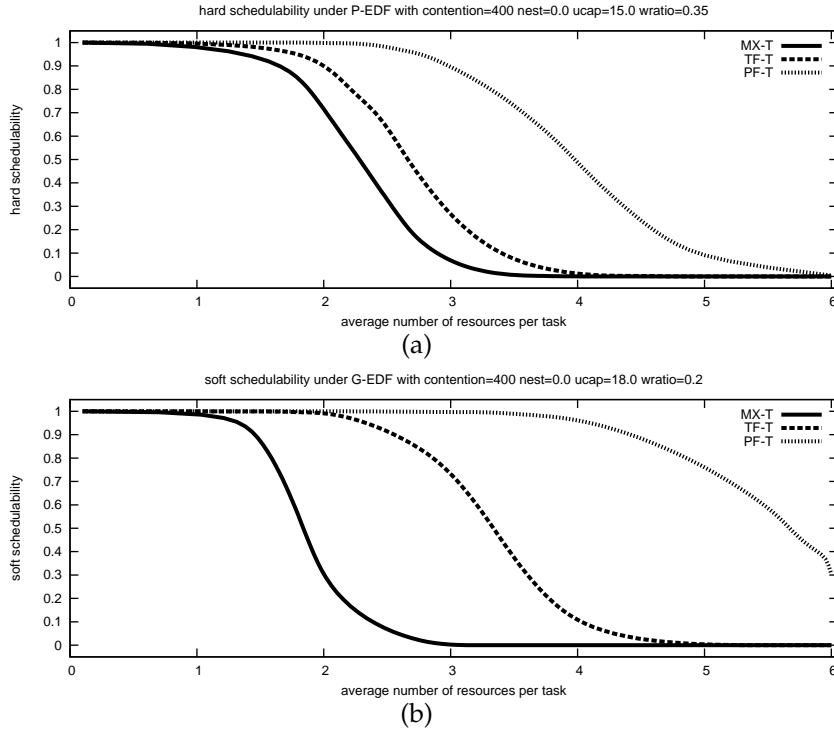 hard schedulability under P-EDF with contention=400 nest=0.0 ucap=15.0 wratio=0.35
MX-T
TF-T
PF-T
hard schedulability
1
0.9
0.8
0.7
0.6
0.5
0.4
0.3
0.2
0.1
0
0 1 2 3 4 5 6
average number of resources per task
(a)
soft schedulability under G-EDF with contention=400 nest=0.0 ucap=18.0 wratio=0.2
MX-T
TF-T
PF-T
soft schedulability
1
0.9
0.8
0.7
0.6
0.5
0.4
0.3
0.2
0.1
0
0 1 2 3 4 5 6
average number of resources per task
(b)